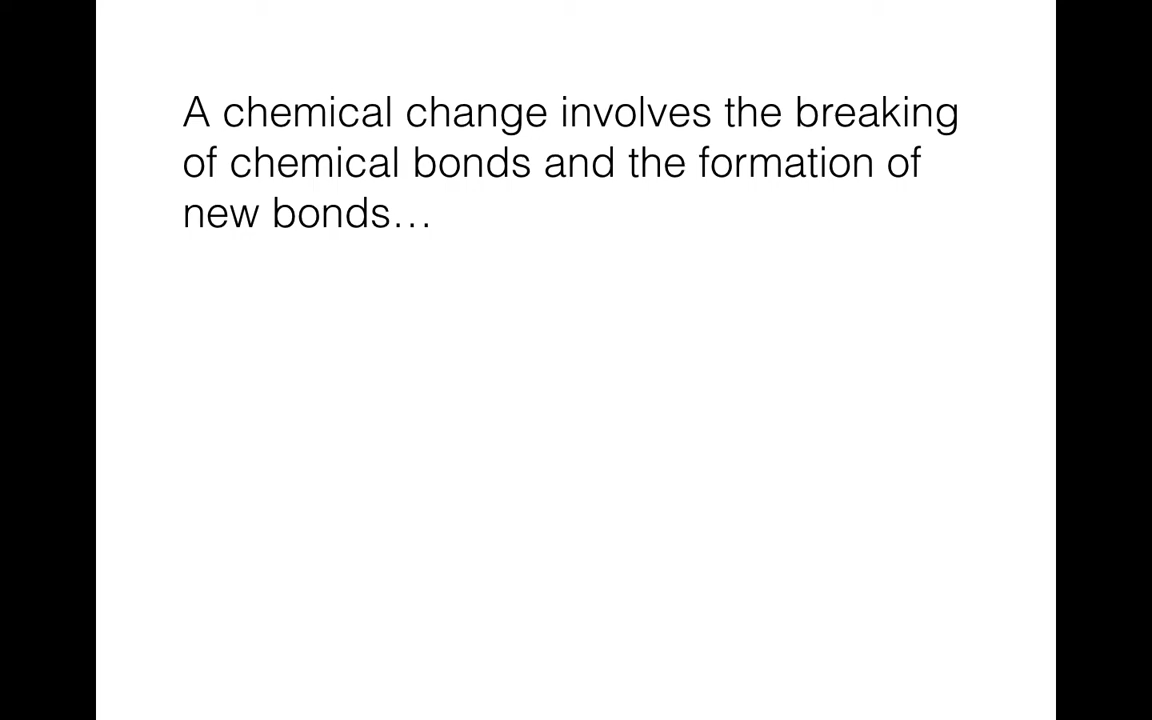 A chemical change involves the breaking
of chemical bonds and the formation of
new bonds…